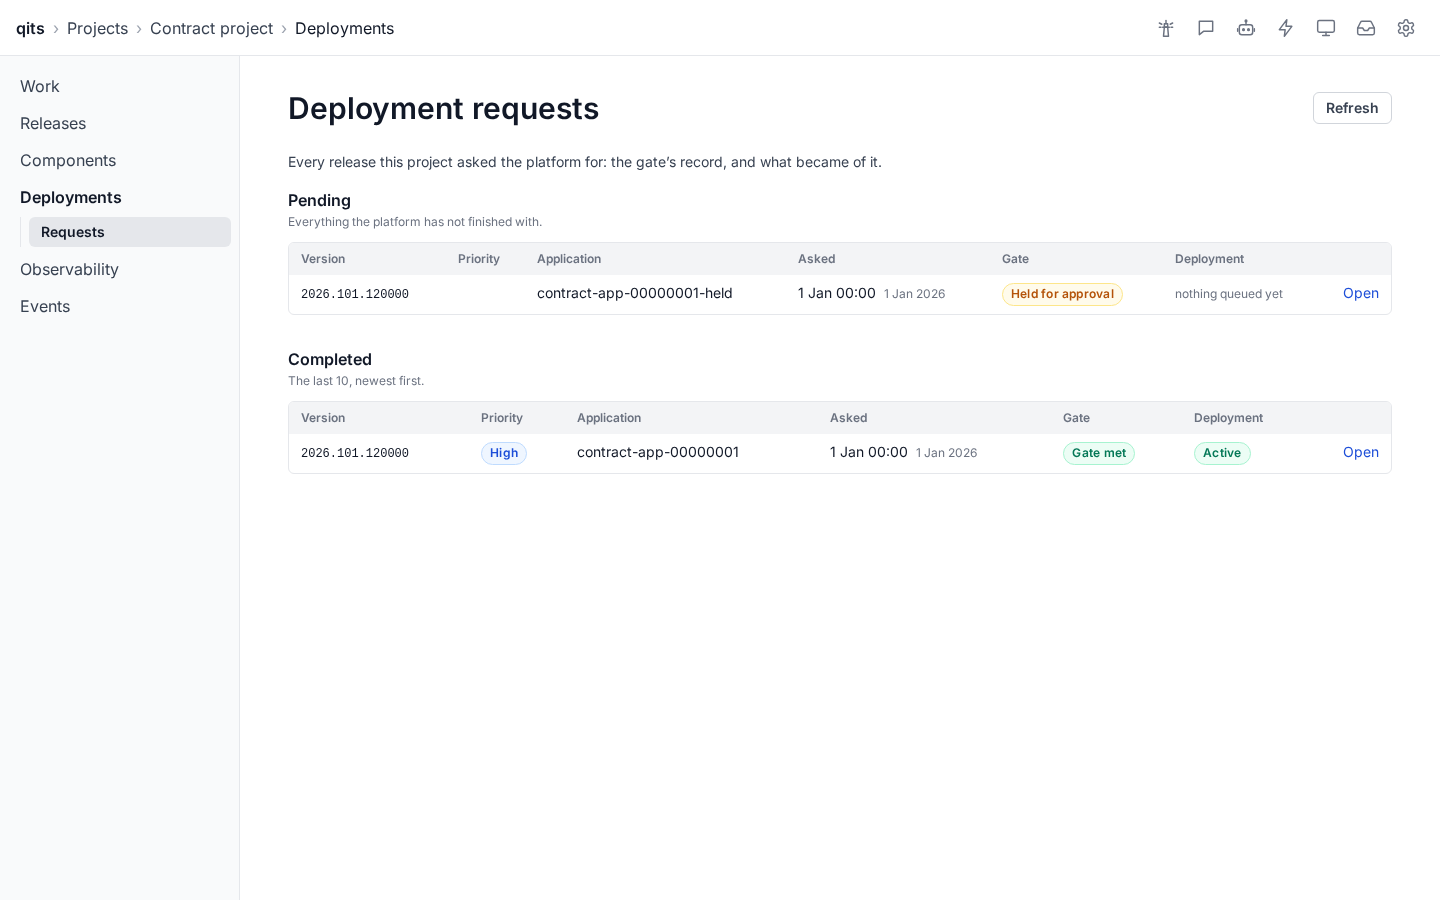 qits › Projects › Contract project › Deployments
Work
Releases
Components
Deployments
Requests
Observability
Events
Deployment requests
Refresh
Every release this project asked the platform for: the gate’s record, and what became of it.
Pending
Everything the platform has not finished with.
Version Priority Application Asked Gate Deployment
2026.101.120000 contract-app-00000001-held 1 Jan 00:00 1 Jan 2026 Held for approval nothing queued yet Open
Completed
The last 10, newest first.
Version Priority Application Asked Gate Deployment
2026.101.120000 High contract-app-00000001 1 Jan 00:00 1 Jan 2026 Gate met Active Open